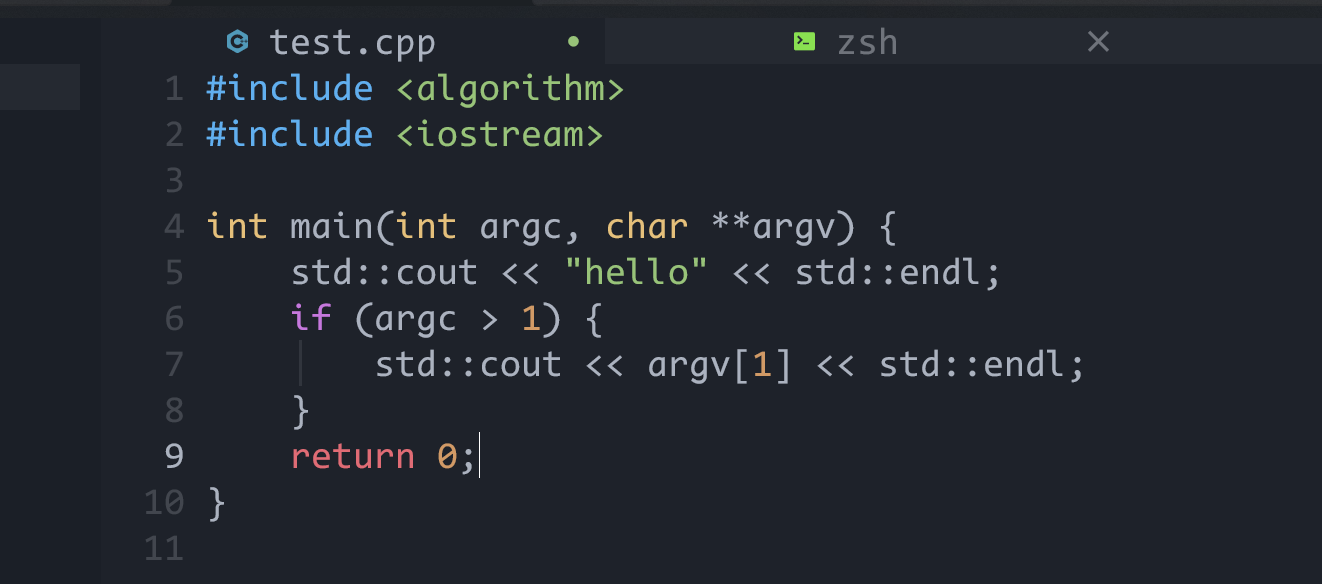 test.cpp zsh
1 #include <algorithm>
2 #include <iostream>
3
4 int main(int argc, char **argv) {
5     std::cout << "hello" << std::endl;
6     if (argc > 1) {
7         std::cout << argv[1] << std::endl;
8     }
9     return 0;
10 }
11